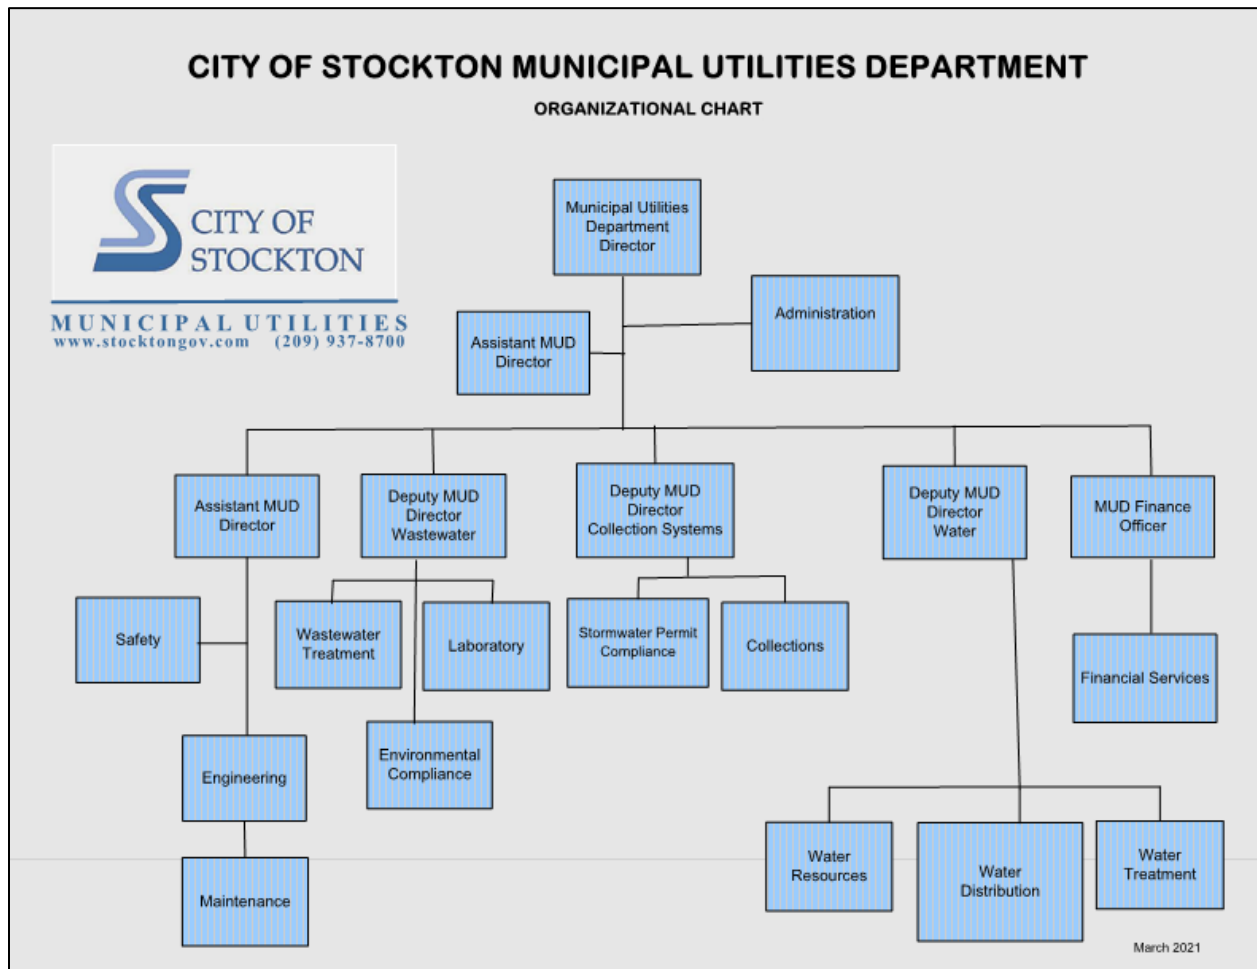 CITY OF STOCKTON MUNICIPAL UTILITIES DEPARTMENT
ORGANIZATIONAL CHART
CITY OF
STOCKTON
MUNICIPAL UTILITIES
www.stocktongov.com (209) 937-8700
Municipal Utilities
Department
Director
Administration
Assistant MUD
Director
Assistant MUD
Director
Deputy MUD
Director
Wastewater
Deputy MUD
Director
Collection Systems
Deputy MUD
Director
Water
MUD Finance
Officer
Safety
Wastewater
Treatment
Laboratory
Stormwater Permit
Compliance
Collections
Financial Services
Engineering
Environmental
Compliance
Maintenance
Water
Resources
Water
Distribution
Water
Treatment
March 2021